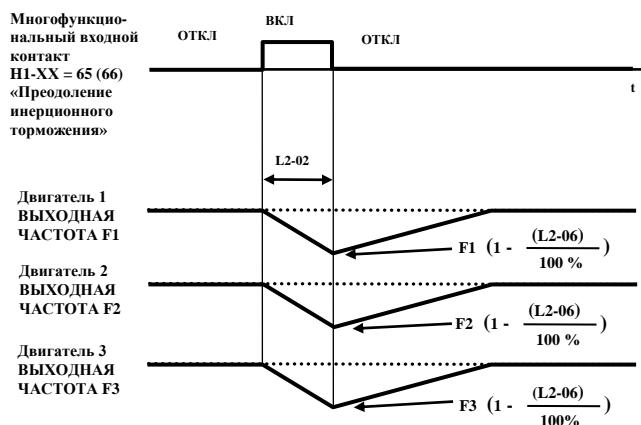 Многофункцио-
нальный входной
контакт
H1-XX = 65 (66)
«Преодоление
инерционного
торможения»
ОТКЛ
ВКЛ
ОТКЛ
t
L2-02
Двигатель 1
ВЫХОДНАЯ
ЧАСТОТА F1
F1 (1 - (L2-06)
100 % )
Двигатель 2
ВЫХОДНАЯ
ЧАСТОТА F2
F2 (1 - (L2-06)
100 % )
Двигатель 3
ВЫХОДНАЯ
ЧАСТОТА F3
F3 (1 - (L2-06)
100% )